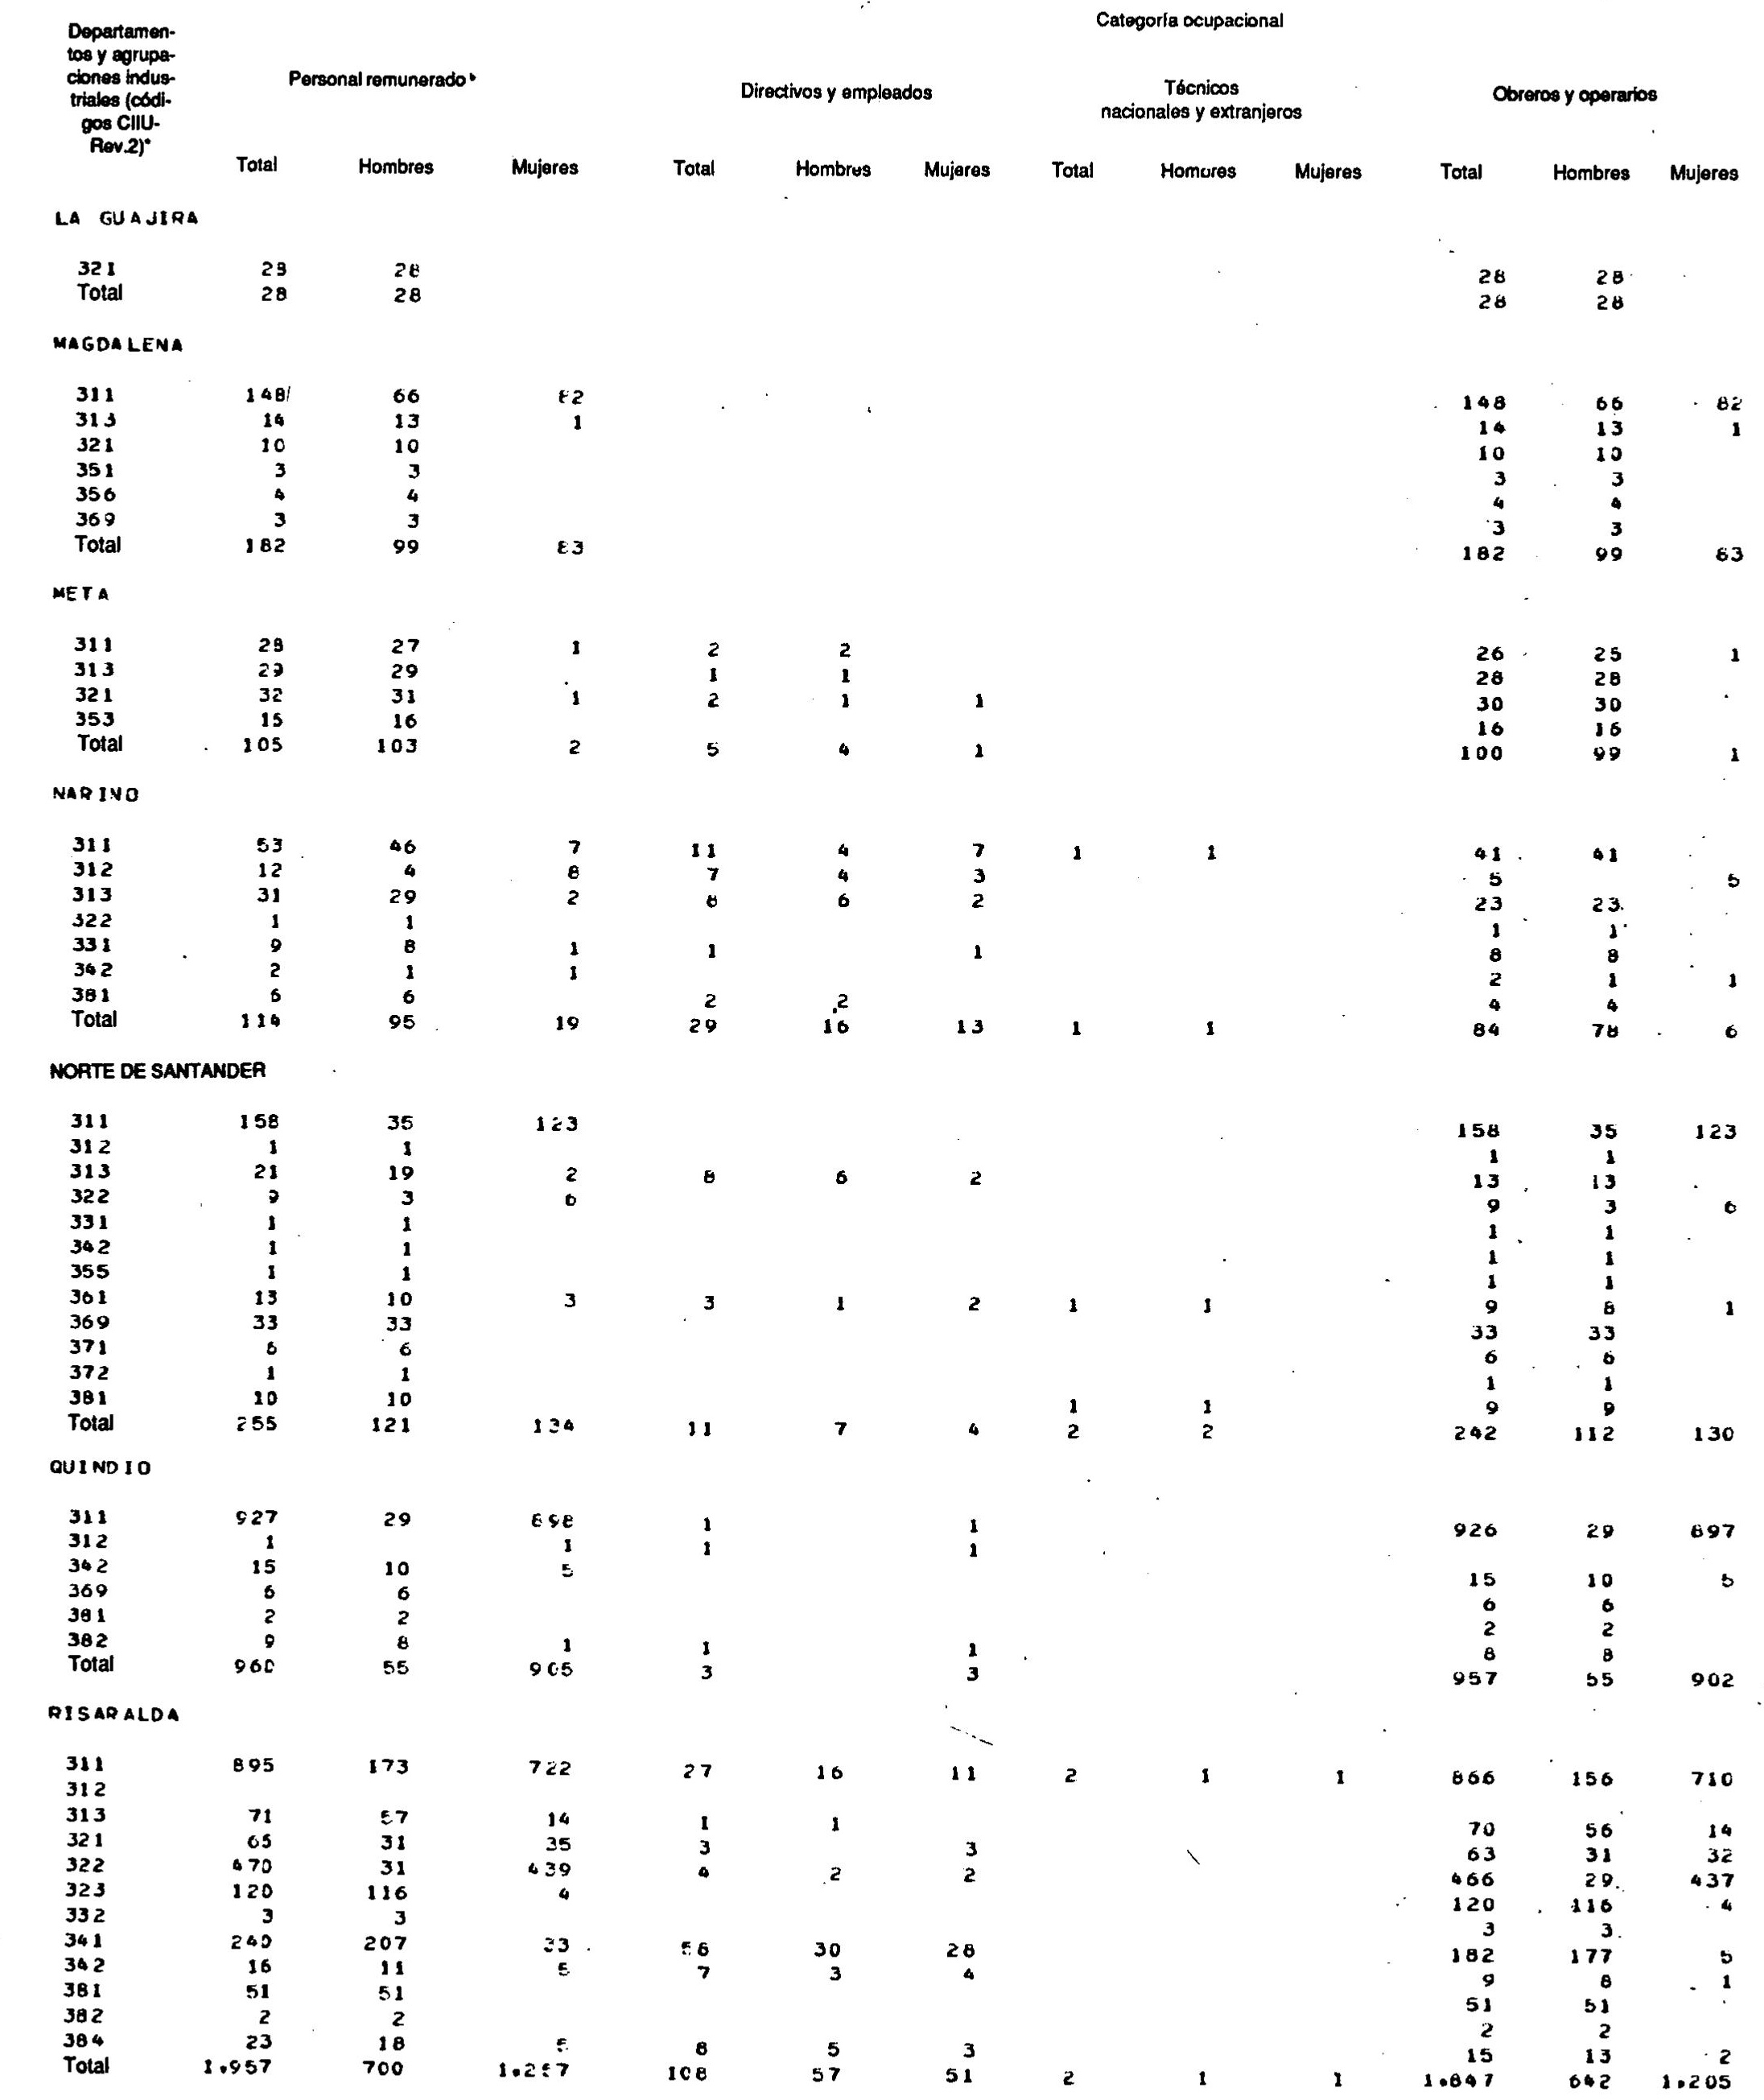 Categoría ocupacional
Departamen-
tos y agrupa-
ciones indus-
triales (códi-
gos CIIU-
Rev.2)*
Personal remunerado b
Directivos y empleados
Técnicos
nacionales y extranjeros
Obreros y operarios
Total Hombres Mujeres Total Hombres Mujeres Total Hombres Mujeres Total Hombres Mujeres
LA GUAJIRA
321 28 28 28 28
Total 28 28 28 28
MAGDALENA
311 148 66 82 148 66 82
313 14 13 1 14 13 1
321 10 10 10 10
351 3 3 3 3
356 4 4 4 4
369 3 3 3 3
Total 182 99 83 182 99 83
META
311 28 27 1 2 2 26 25 1
313 29 29 1 1 28 28
321 32 31 1 2 1 1 30 30
353 16 16 16 16
Total 105 103 2 5 4 1 100 99 1
NARINO
311 53 46 7 11 4 7 1 1 41 41
312 12 4 8 7 4 3 5 5
313 31 29 2 8 6 2 23 23
322 1 1 1 1
331 9 8 1 1 1 8 8
342 2 1 1 2 1 1
381 6 6 2 2 4 4
Total 114 95 19 29 16 13 1 1 84 78 6
NORTE DE SANTANDER
311 158 35 123 158 35 123
312 1 1 1 1
313 21 19 2 8 6 2 13 13
322 9 3 6 9 3 6
331 1 1 1 1
342 1 1 1 1
355 1 1 1 1
361 13 10 3 3 1 2 1 1 9 8 1
369 33 33 33 33
371 6 6 6 6
372 1 1 1 1
381 10 10 1 1 9 9
Total 255 121 134 11 7 4 2 2 242 112 130
QUINDIO
311 927 29 898 1 1 926 29 897
312 1 1 1 1
342 15 10 5 15 10 5
369 6 6 6 6
381 2 2 2 2
382 9 8 1 1 1 8 8
Total 960 55 905 3 3 957 55 902
RISARALDA
311 895 173 722 27 16 11 2 1 1 866 156 710
312
313 71 57 14 1 1 70 56 14
321 66 31 35 3 3 63 31 32
322 470 31 439 4 2 2 466 29 437
323 120 116 4 120 116 4
332 3 3 3 3
341 240 207 33 58 30 28 182 177 5
342 16 11 5 7 3 4 9 8 1
381 51 51 51 51
382 2 2 2 2
384 23 18 5 8 5 3 15 13 2
Total 1.957 700 1.257 108 57 51 2 1 1 1.847 642 1.205